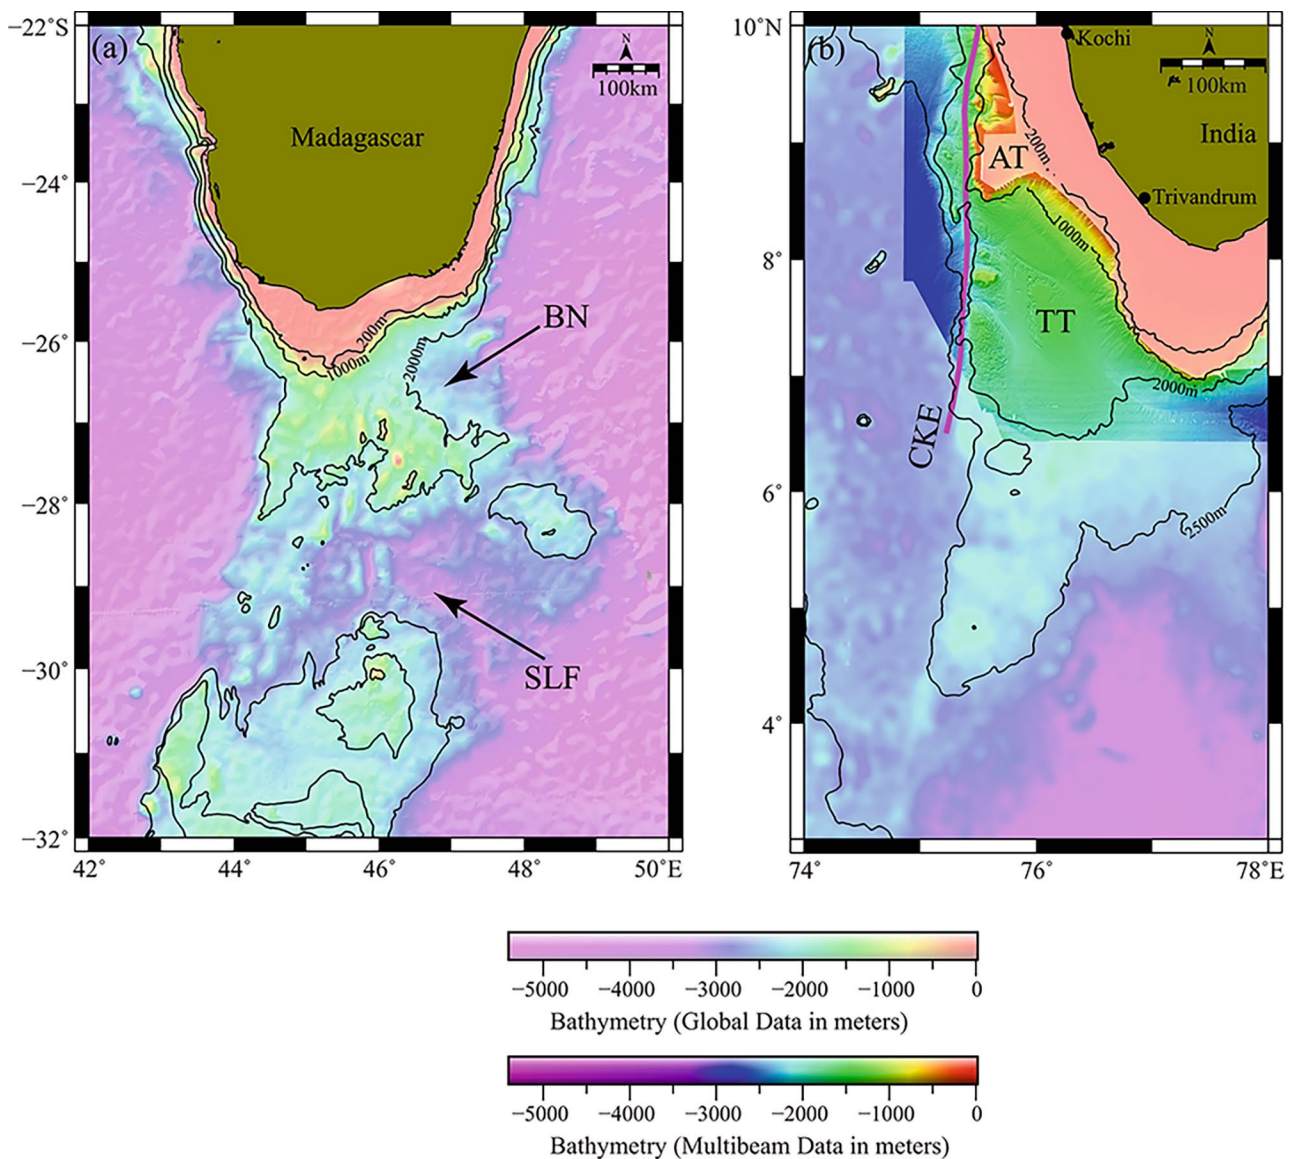 (a)
N
100km
Madagascar
200m
1000m
2000m
BN
SLF
−22˚S
−24˚
−26˚
−28˚
−30˚
−32˚
42˚
44˚
46˚
48˚
50˚E
(b)
Kochi
N
100km
India
200m
AT
Trivandrum
1000m
TT
2000m
CKE
2500m
10˚N
8˚
6˚
4˚
74˚
76˚
78˚E
−5000 −4000 −3000 −2000 −1000 0
Bathymetry (Global Data in meters)
−5000 −4000 −3000 −2000 −1000 0
Bathymetry (Multibeam Data in meters)